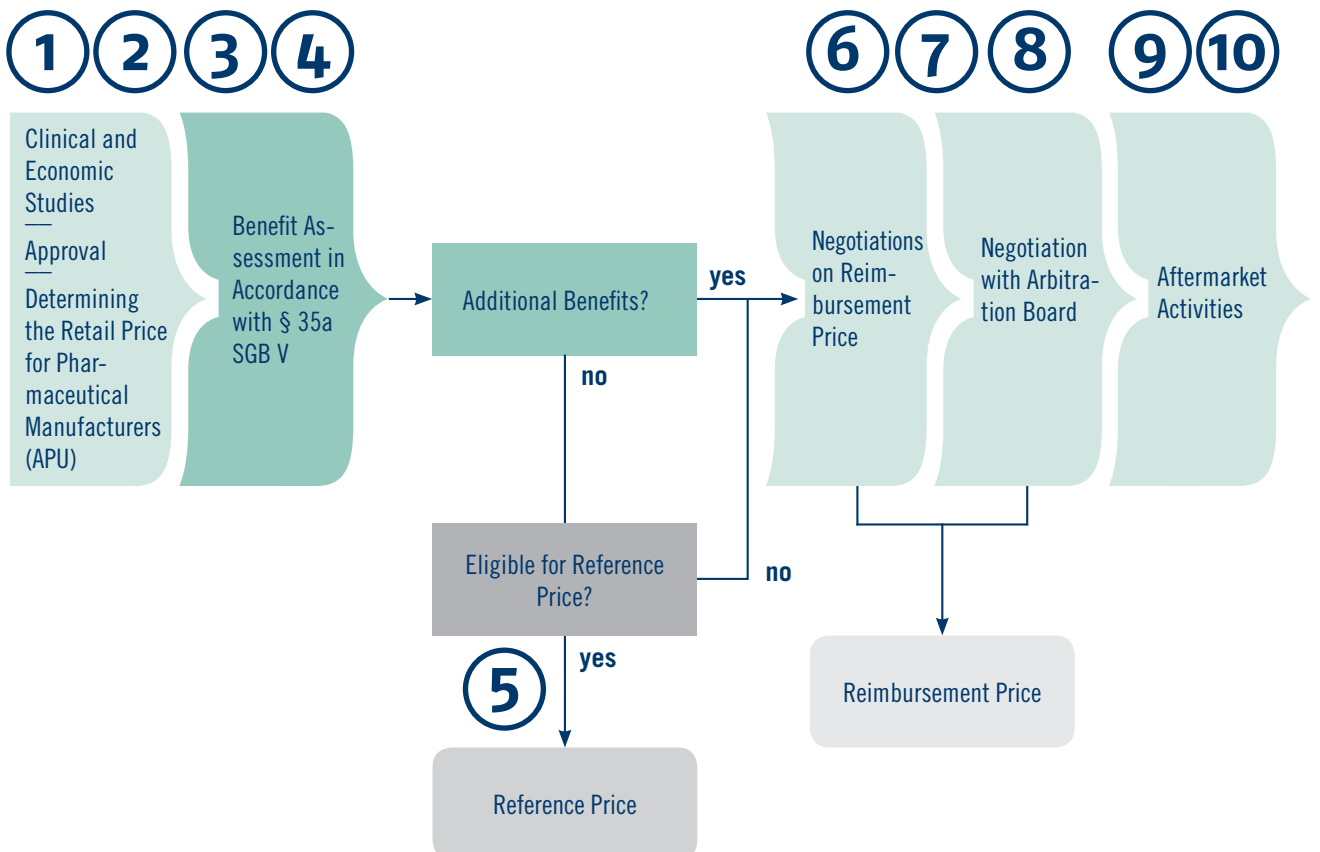 1 2 3 4 6 7 8 9 10
Clinical and
Economic
Studies
Approval
Determining
the Retail Price
for Phar-
maceutical
Manufacturers
(APU)
Benefit As-
sessment in
Accordance
with § 35a
SGB V
Additional Benefits?
yes
no
Eligible for Reference
Price?
no
yes
5
Reference Price
Negotiations
on Reim-
bursement
Price
Negotiation
with Arbitra-
tion Board
Aftermarket
Activities
Reimbursement Price